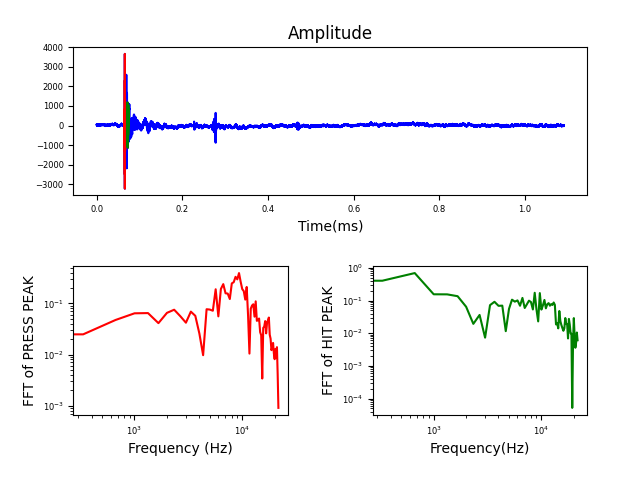 Amplitude
4000
3000
2000
1000
0
−1000
−2000
−3000
0.0 0.2 0.4 0.6 0.8 1.0
Time(ms)
FFT of PRESS PEAK
10⁻¹
10⁻²
10⁻³
10³ 10⁴
Frequency (Hz)
FFT of HIT PEAK
10⁰
10⁻¹
10⁻²
10⁻³
10⁻⁴
10³ 10⁴
Frequency(Hz)